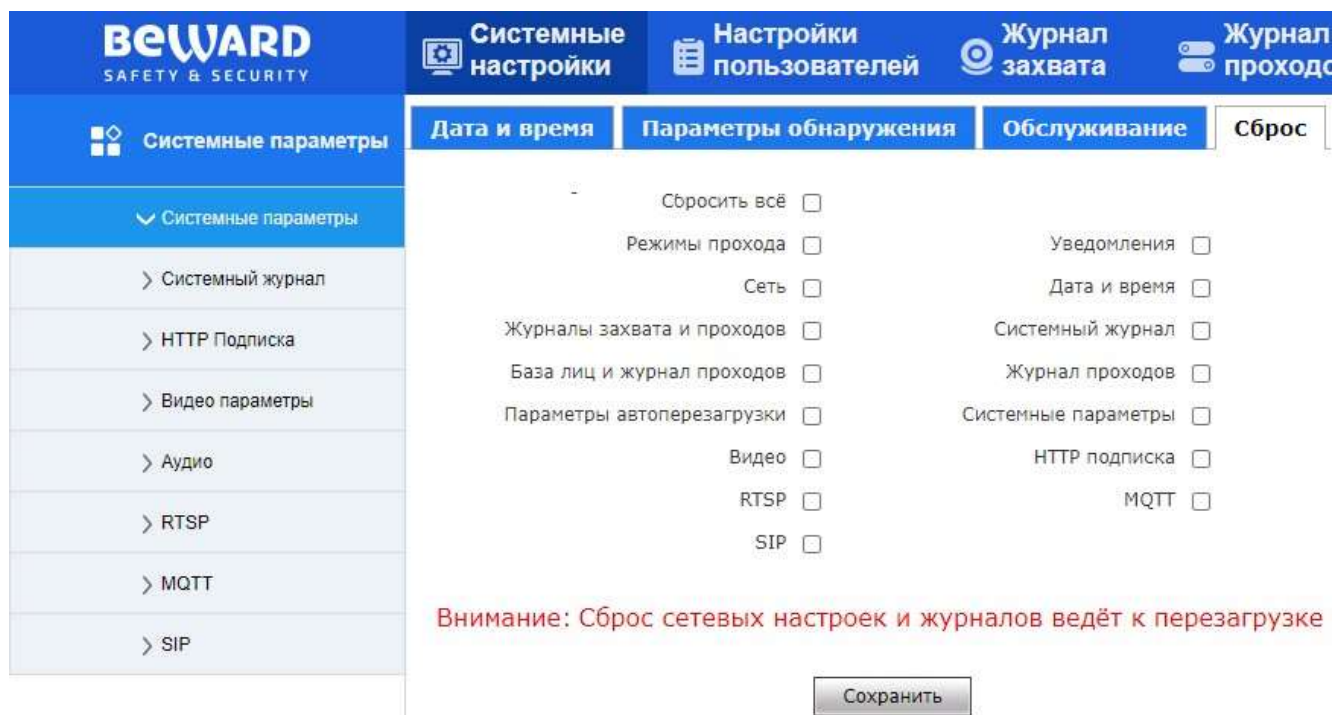 BEWARD
SAFETY & SECURITY
Системные настройки
Настройки пользователей
Журнал захвата
Журнал
Системные параметры
Дата и время
Параметры обнаружения
Обслуживание
Сброс
Системные параметры
Системный журнал
HTTP Подписка
Видео параметры
Аудио
RTSP
MQTT
SIP
Сбросить всё
Режимы прохода
Уведомления
Сеть
Дата и время
Журналы захвата и проходов
Системный журнал
База лиц и журнал проходов
Журнал проходов
Параметры автоперезагрузки
Системные параметры
Видео
HTTP подписка
RTSP
MQTT
SIP
Внимание: Сброс сетевых настроек и журналов ведёт к перезагрузке
Сохранить